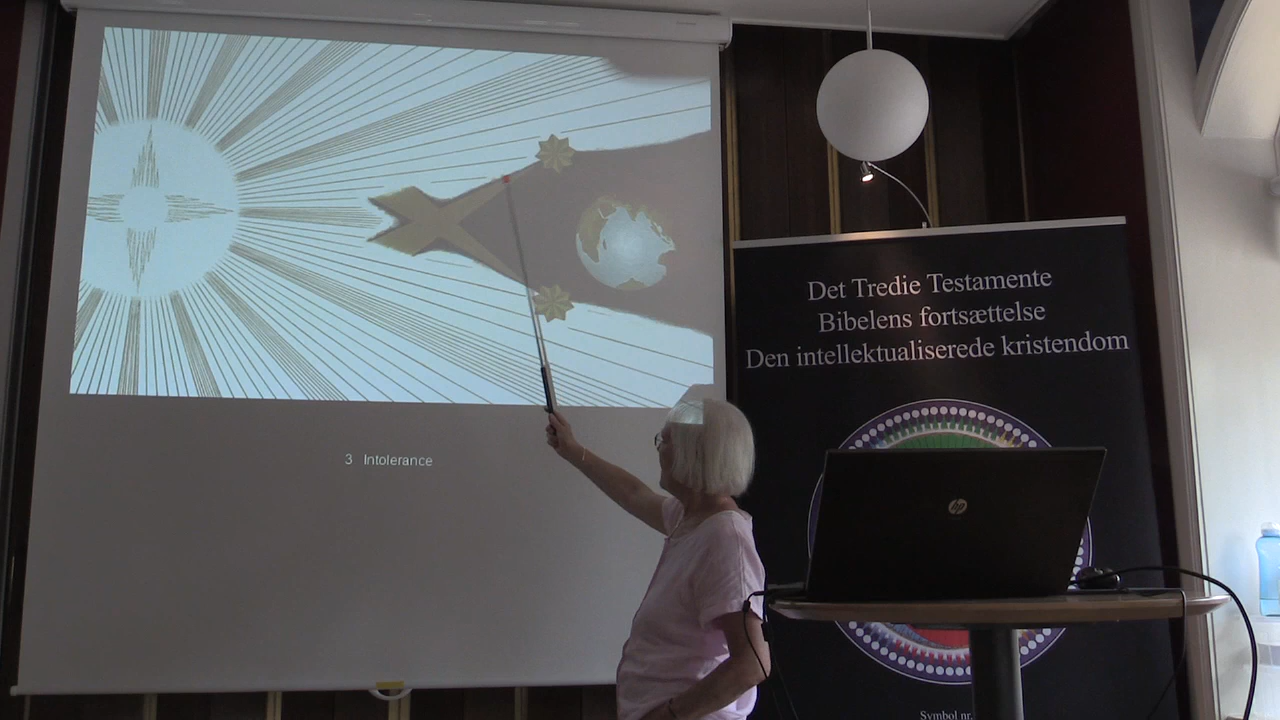 3 Intolerance
Det Tredie Testamente
Bibelens fortsættelse
Den intellektualiserede kristendom
hp
Symbol nr.